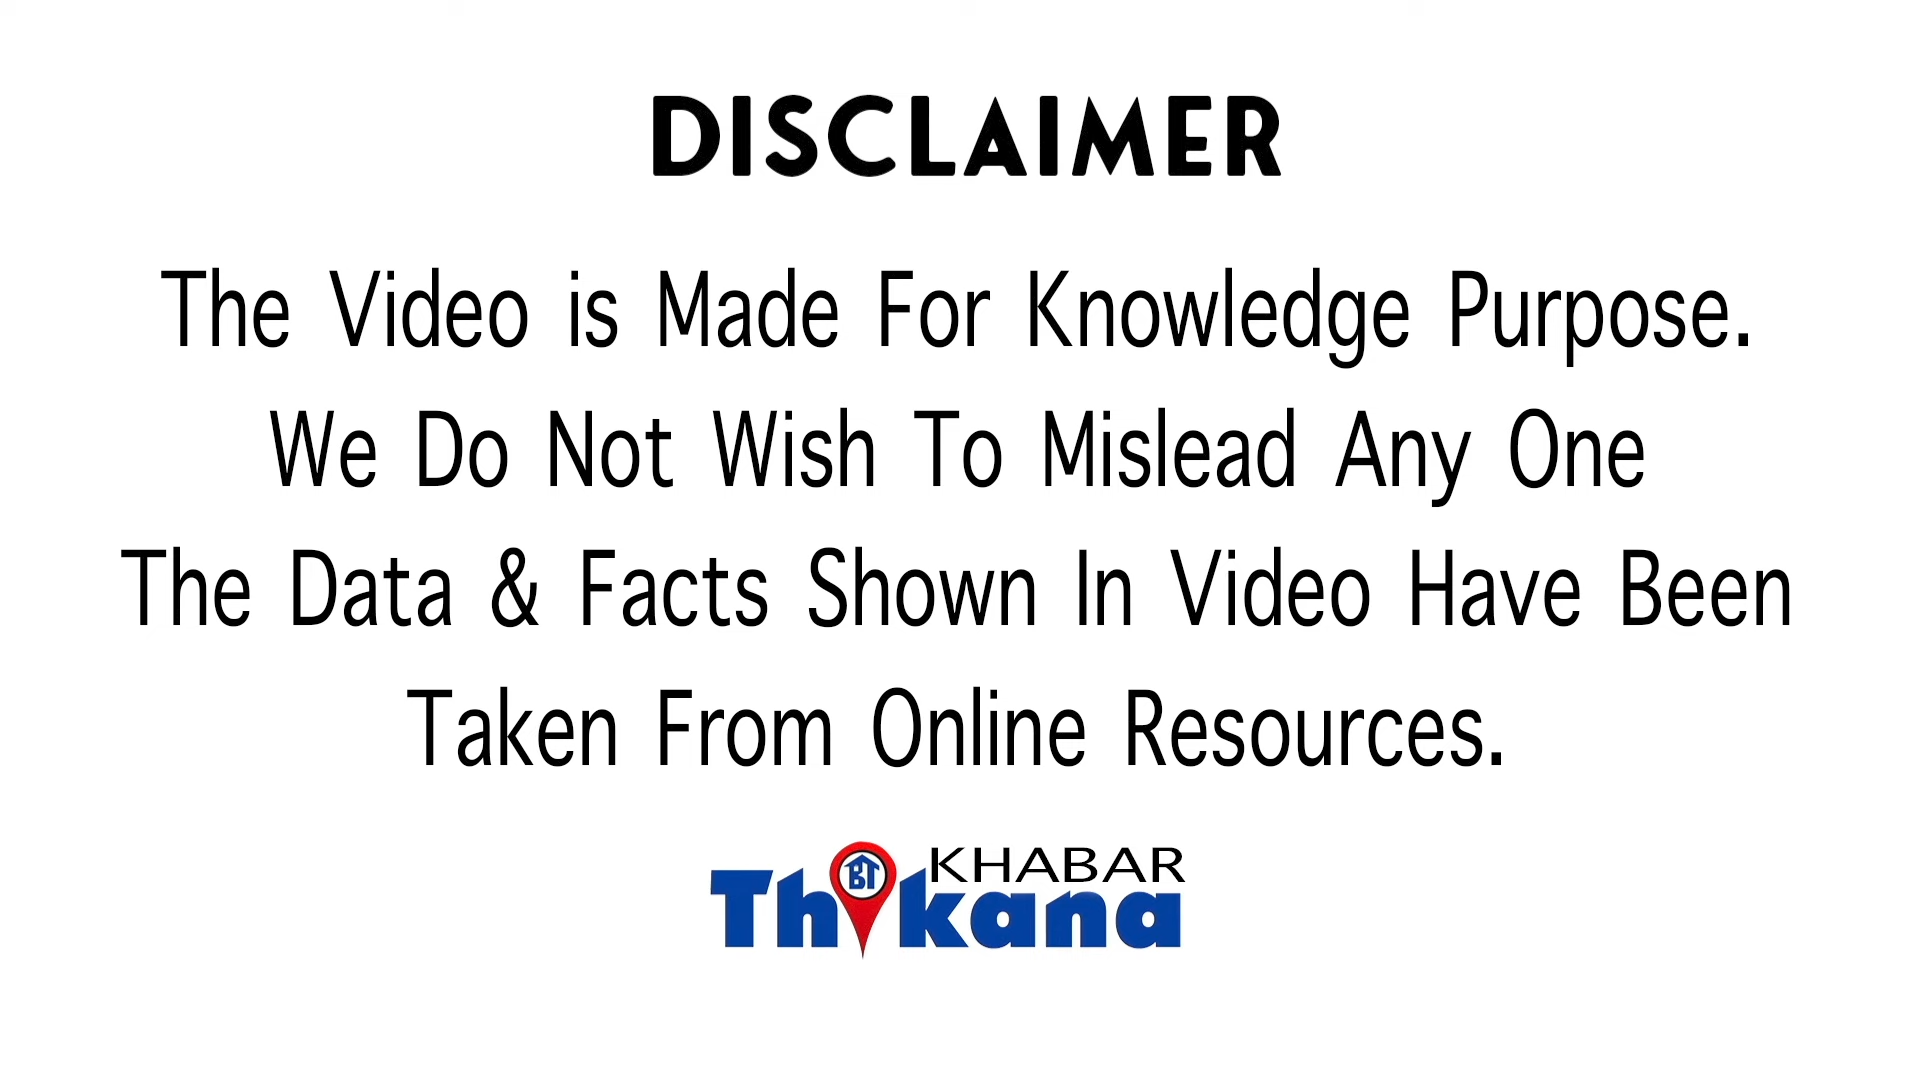 DISCLAIMER
The Video is Made For Knowledge Purpose.
We Do Not Wish To Mislead Any One
The Data & Facts Shown In Video Have Been
Taken From Online Resources.
KHABAR
BT
Thikana